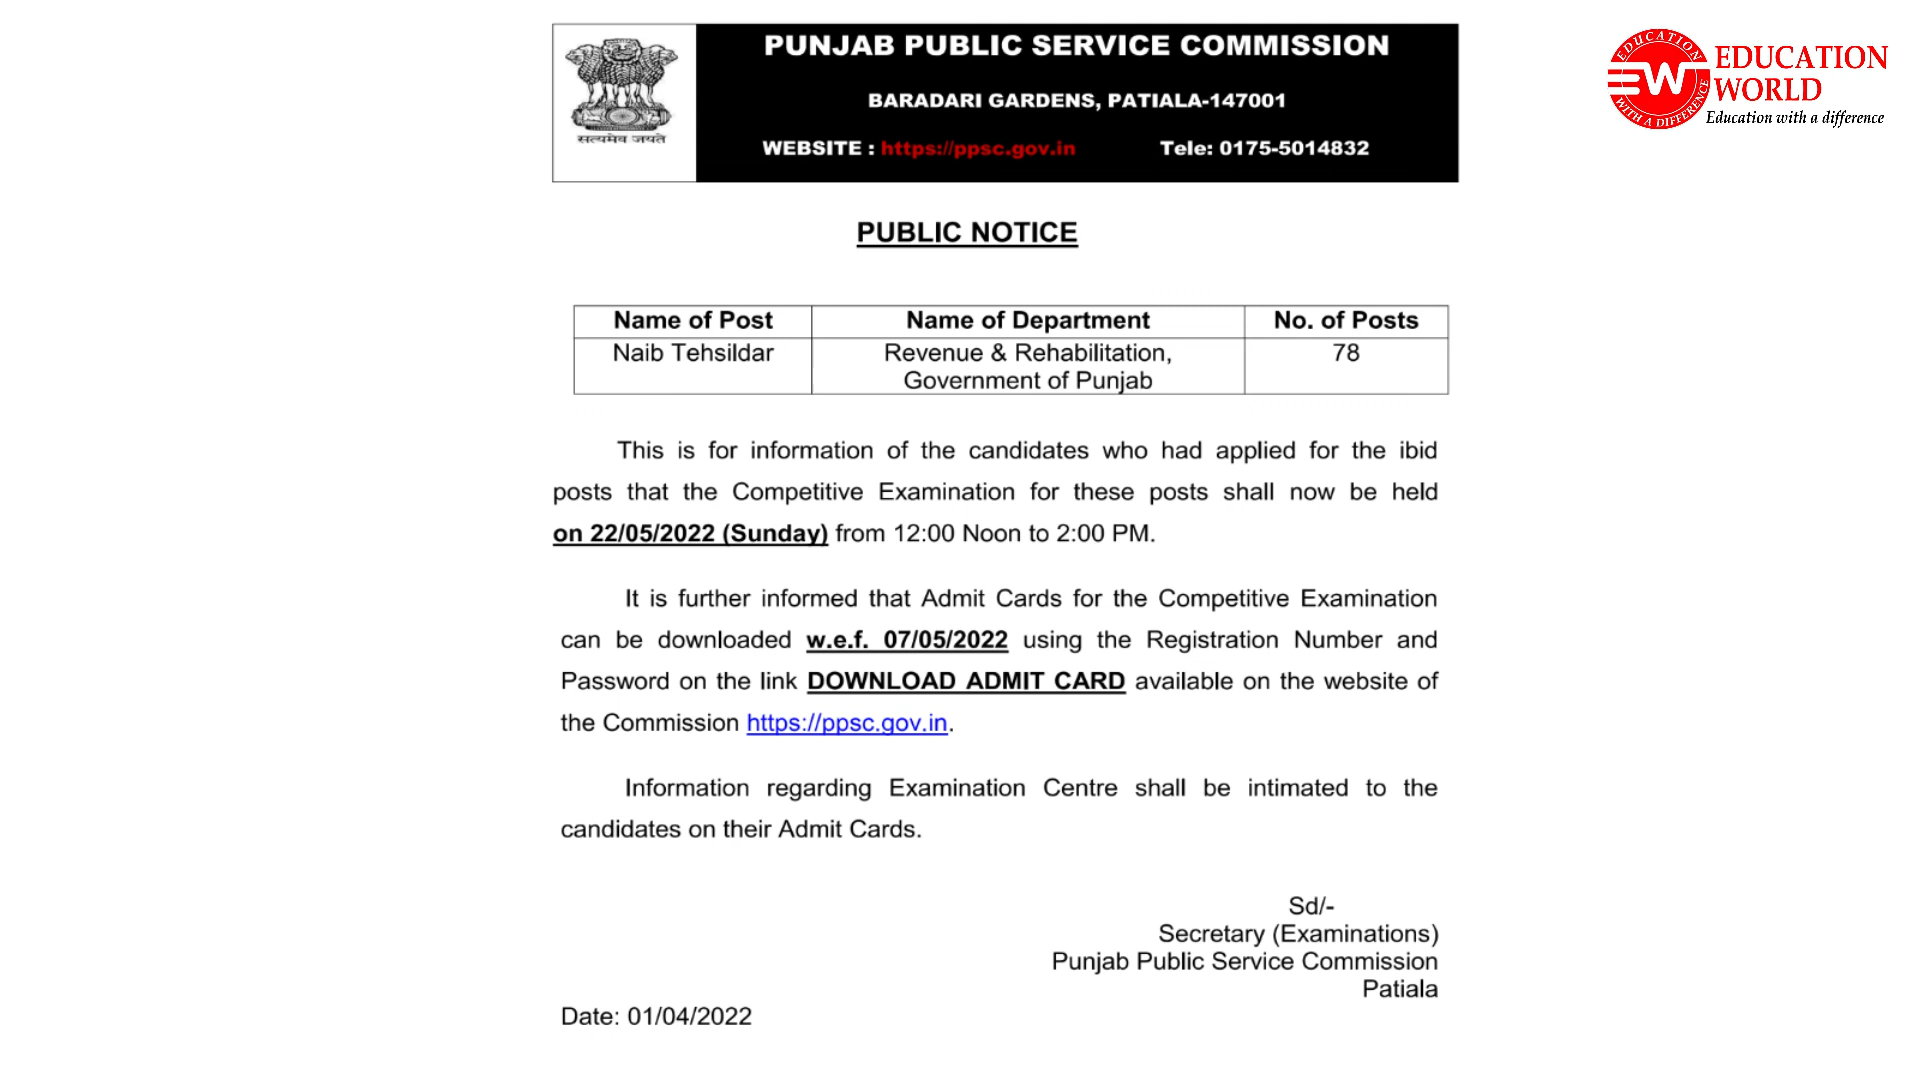 PUNJAB PUBLIC SERVICE COMMISSION
BARADARI GARDENS, PATIALA-147001
WEBSITE : https://ppsc.gov.in Tele: 0175-5014832
सत्यमेव जयते
EDUCATION WITH A DIFFERENCE
EW
EDUCATION
WORLD
Education with a difference
PUBLIC NOTICE
Name of Post Name of Department No. of Posts
Naib Tehsildar Revenue & Rehabilitation, 78
Government of Punjab
This is for information of the candidates who had applied for the ibid
posts that the Competitive Examination for these posts shall now be held
on 22/05/2022 (Sunday) from 12:00 Noon to 2:00 PM.
It is further informed that Admit Cards for the Competitive Examination
can be downloaded w.e.f. 07/05/2022 using the Registration Number and
Password on the link DOWNLOAD ADMIT CARD available on the website of
the Commission https://ppsc.gov.in.
Information regarding Examination Centre shall be intimated to the
candidates on their Admit Cards.
Sd/-
Secretary (Examinations)
Punjab Public Service Commission
Patiala
Date: 01/04/2022